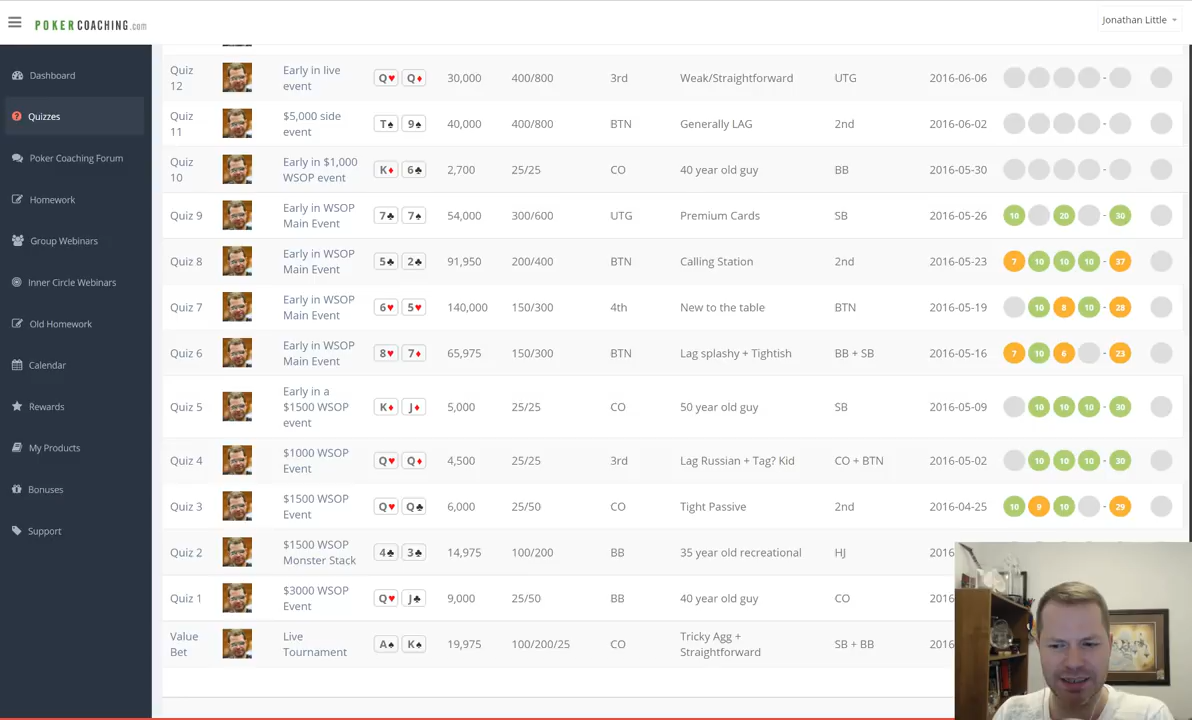 POKERCOACHING.com
Jonathan Little
Dashboard
Quizzes
Poker Coaching Forum
Homework
Group Webinars
Inner Circle Webinars
Old Homework
Calendar
Rewards
My Products
Bonuses
Support
Quiz 12 Early in live event Q♥ Q♦ 30,000 400/800 3rd Weak/Straightforward UTG 2016-06-06 -
Quiz 11 $5,000 side event T♠ 9♠ 40,000 400/800 BTN Generally LAG 2nd 2016-06-02 -
Quiz 10 Early in $1,000 WSOP event K♦ 6♣ 2,700 25/25 CO 40 year old guy BB 2016-05-30 -
Quiz 9 Early in WSOP Main Event 7♣ 7♠ 54,000 300/600 UTG Premium Cards SB 2016-05-26 10 20 - 30
Quiz 8 Early in WSOP Main Event 5♣ 2♣ 91,950 200/400 BTN Calling Station 2nd 2016-05-23 7 10 10 10 - 37
Quiz 7 Early in WSOP Main Event 6♥ 5♥ 140,000 150/300 4th New to the table BTN 2016-05-19 10 8 10 - 28
Quiz 6 Early in WSOP Main Event 8♥ 7♦ 65,975 150/300 BTN Lag splashy + Tightish BB + SB 2016-05-16 7 10 6 - 23
Quiz 5 Early in a $1500 WSOP event K♦ J♦ 5,000 25/25 CO 50 year old guy SB 2016-05-09 10 10 10 - 30
Quiz 4 $1000 WSOP Event Q♥ Q♦ 4,500 25/25 3rd Lag Russian + Tag? Kid CO + BTN 2016-05-02 10 10 10 - 30
Quiz 3 $1500 WSOP Event Q♥ Q♣ 6,000 25/50 CO Tight Passive 2nd 2016-04-25 10 9 10 - 29
Quiz 2 $1500 WSOP Monster Stack 4♣ 3♣ 14,975 100/200 BB 35 year old recreational HJ 2016
Quiz 1 $3000 WSOP Event Q♥ J♣ 9,000 25/50 BB 40 year old guy CO 2016
Value Bet Live Tournament A♠ K♠ 19,975 100/200/25 CO Tricky Agg + Straightforward SB + BB 2016